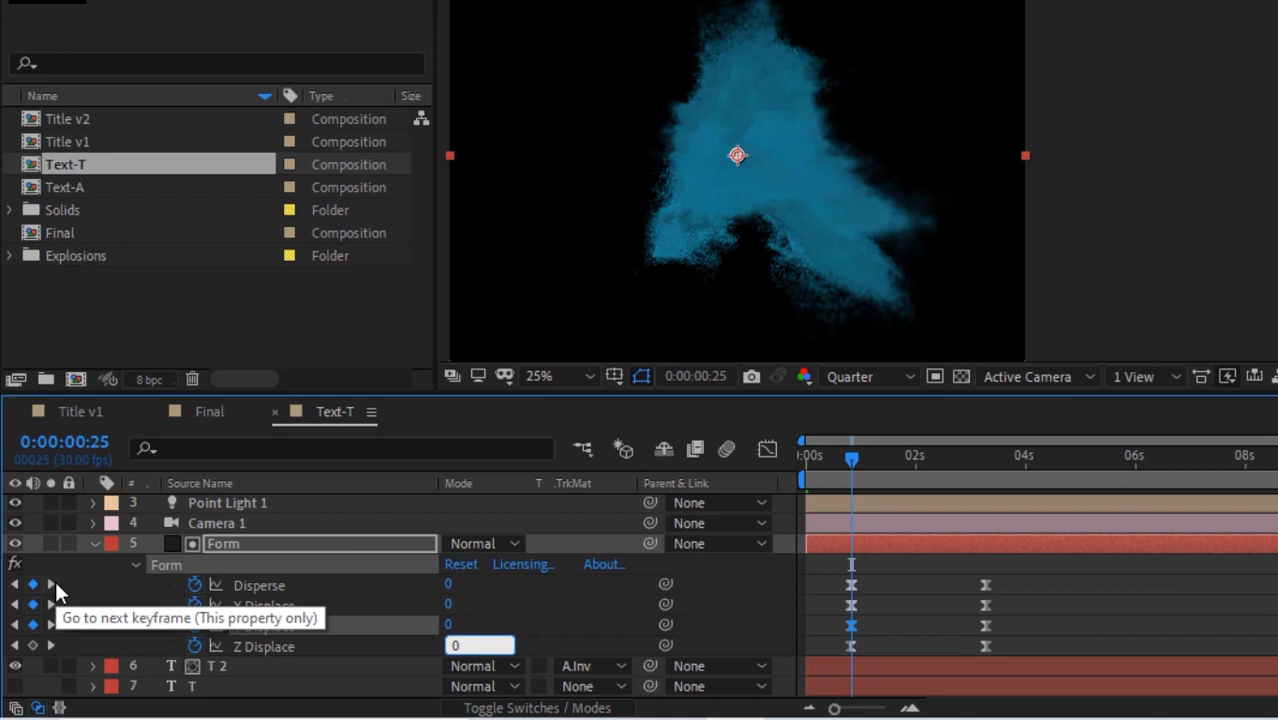 Name Type Size
Title v2 Composition
Title v1 Composition
Text-T Composition
Text-A Composition
Solids Folder
Final Composition
Explosions Folder
8 bpc
25% 0:00:00:25 Quarter Active Camera 1 View
Title v1 Final × Text-T
0:00:00:25
00025 (30.00 fps)
:00s 02s 04s 06s 08s
# Source Name Mode T .TrkMat Parent & Link
3 Point Light 1 None
4 Camera 1 None
5 Form Normal None
fx Form Reset Licensing... About...
Disperse 0
X Displace 0
Go to next keyframe (This property only)
0
Z Displace 0
6 T T 2 Normal A.Inv None
7 T T Normal None None
Toggle Switches / Modes